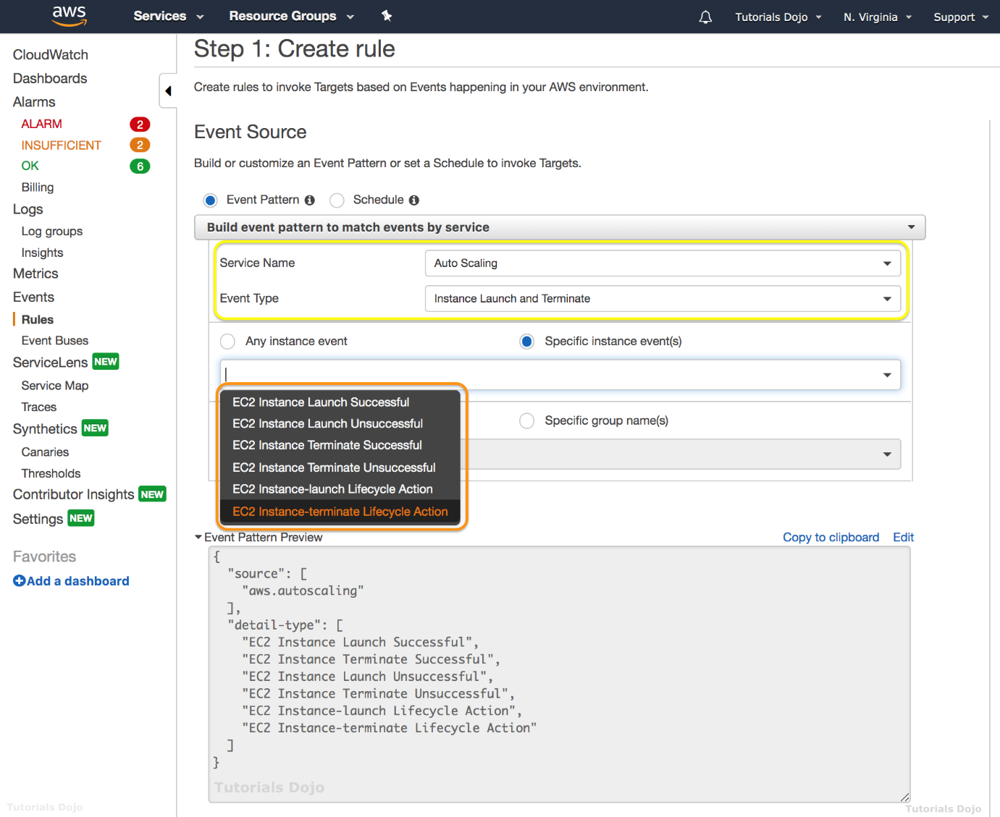 aws Services Resource Groups Tutorials Dojo N. Virginia Support
CloudWatch
Dashboards
Alarms
ALARM 2
INSUFFICIENT 2
OK 6
Billing
Logs
Log groups
Insights
Metrics
Events
Rules
Event Buses
ServiceLens NEW
Service Map
Traces
Synthetics NEW
Canaries
Thresholds
Contributor Insights NEW
Settings NEW
Favorites
Add a dashboard
Tutorials Dojo
Step 1: Create rule
Create rules to invoke Targets based on Events happening in your AWS environment.
Event Source
Build or customize an Event Pattern or set a Schedule to invoke Targets.
Event Pattern Schedule
Build event pattern to match events by service
Service Name Auto Scaling
Event Type Instance Launch and Terminate
Any instance event Specific instance event(s)
EC2 Instance Launch Successful
EC2 Instance Launch Unsuccessful
Specific group name(s)
EC2 Instance Terminate Successful
EC2 Instance Terminate Unsuccessful
EC2 Instance-launch Lifecycle Action
EC2 Instance-terminate Lifecycle Action
Event Pattern Preview Copy to clipboard Edit
{
"source": [
"aws.autoscaling"
],
"detail-type": [
"EC2 Instance Launch Successful",
"EC2 Instance Terminate Successful",
"EC2 Instance Launch Unsuccessful",
"EC2 Instance Terminate Unsuccessful",
"EC2 Instance-launch Lifecycle Action",
"EC2 Instance-terminate Lifecycle Action"
]
}
Tutorials Dojo
Tutorials Dojo